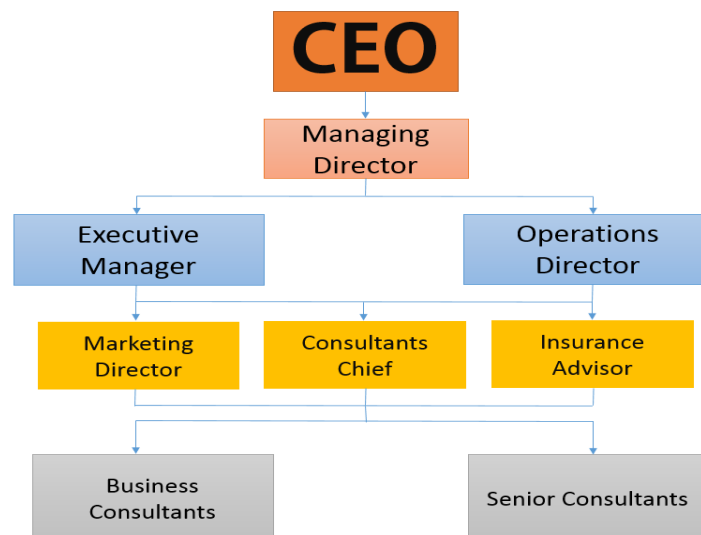 CEO
Managing
Director
Executive
Manager
Operations
Director
Marketing
Director
Consultants
Chief
Insurance
Advisor
Business
Consultants
Senior Consultants